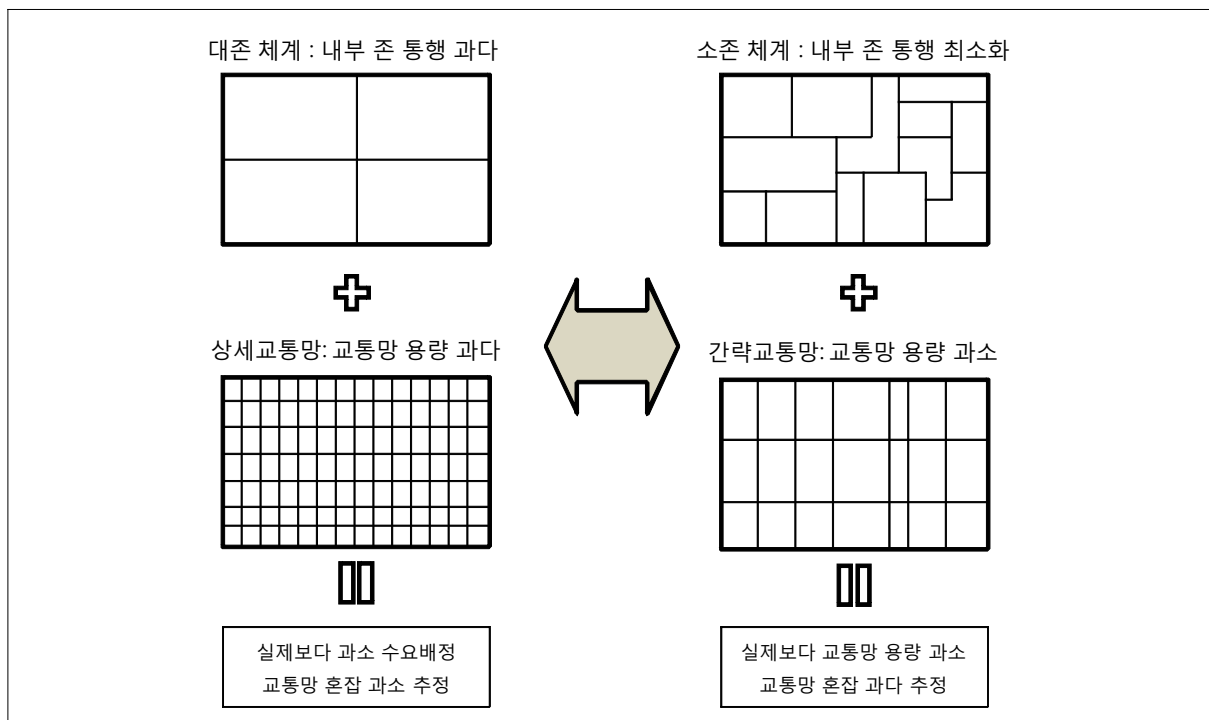 대존 체계 : 내부 존 통행 과다
소존 체계 : 내부 존 통행 최소화
상세교통망: 교통망 용량 과다
간략교통망: 교통망 용량 과소
실제보다 과소 수요배정
교통망 혼잡 과소 추정
실제보다 교통망 용량 과소
교통망 혼잡 과다 추정